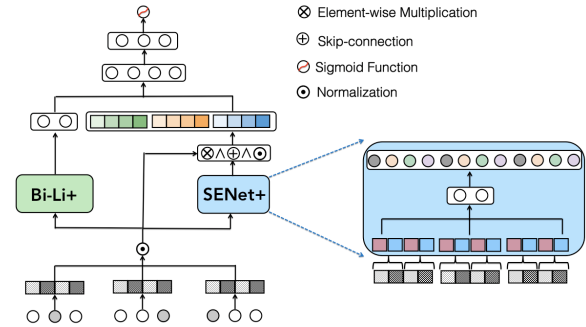 Element-wise Multiplication
Skip-connection
Sigmoid Function
Normalization
Bi-Li+
SENet+